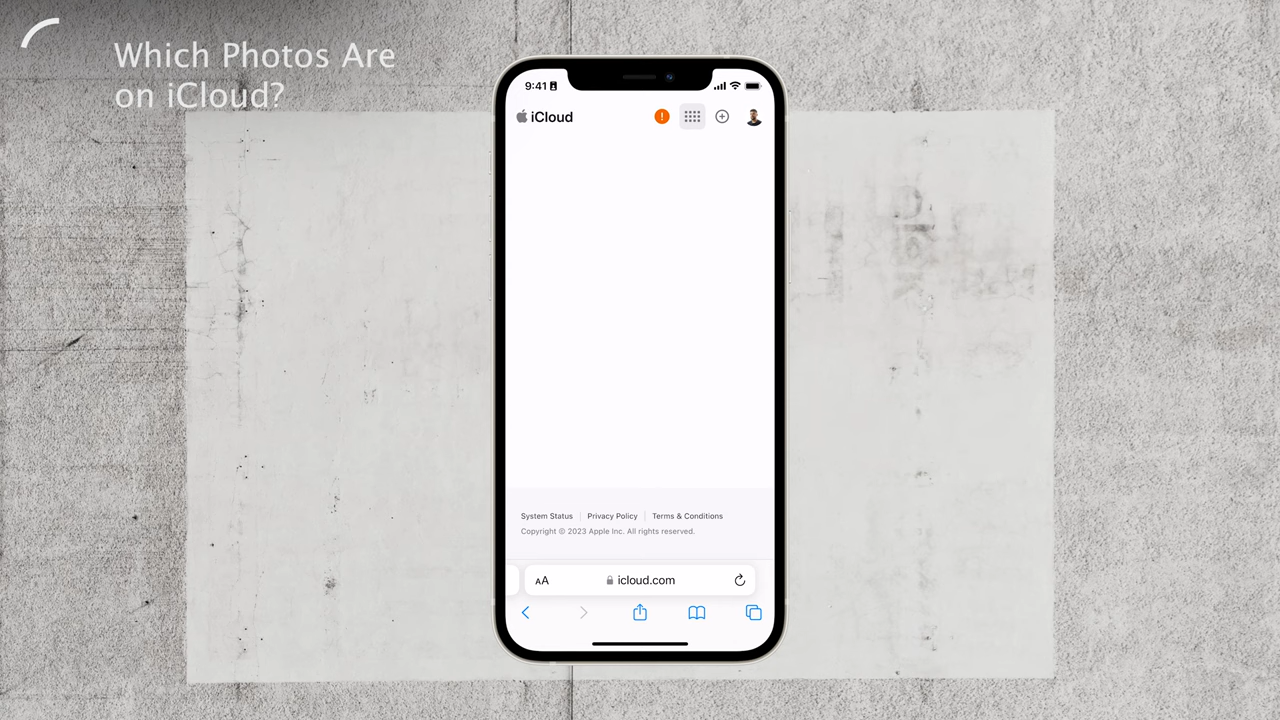 Which Photos Are
on iCloud?
9:41
iCloud
System Status | Privacy Policy | Terms & Conditions
Copyright © 2023 Apple Inc. All rights reserved.
AA icloud.com